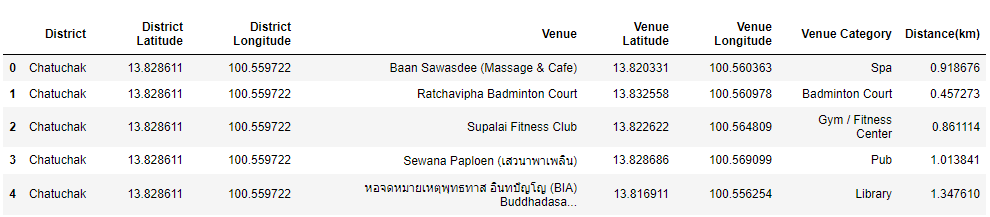 District District Latitude District Longitude Venue Venue Latitude Venue Longitude Venue Category Distance(km)
0 Chatuchak 13.828611 100.559722 Baan Sawasdee (Massage & Cafe) 13.820331 100.560363 Spa 0.918676
1 Chatuchak 13.828611 100.559722 Ratchavipha Badminton Court 13.832558 100.560978 Badminton Court 0.457273
2 Chatuchak 13.828611 100.559722 Supalai Fitness Club 13.822622 100.564809 Gym / Fitness Center 0.861114
3 Chatuchak 13.828611 100.559722 Sewana Paploen (เสวนาพาเพลิน) 13.828686 100.569099 Pub 1.013841
4 Chatuchak 13.828611 100.559722 หอจดหมายเหตุพุทธทาส อินทปัญโญ (BIA) Buddhadasa... 13.816911 100.556254 Library 1.347610